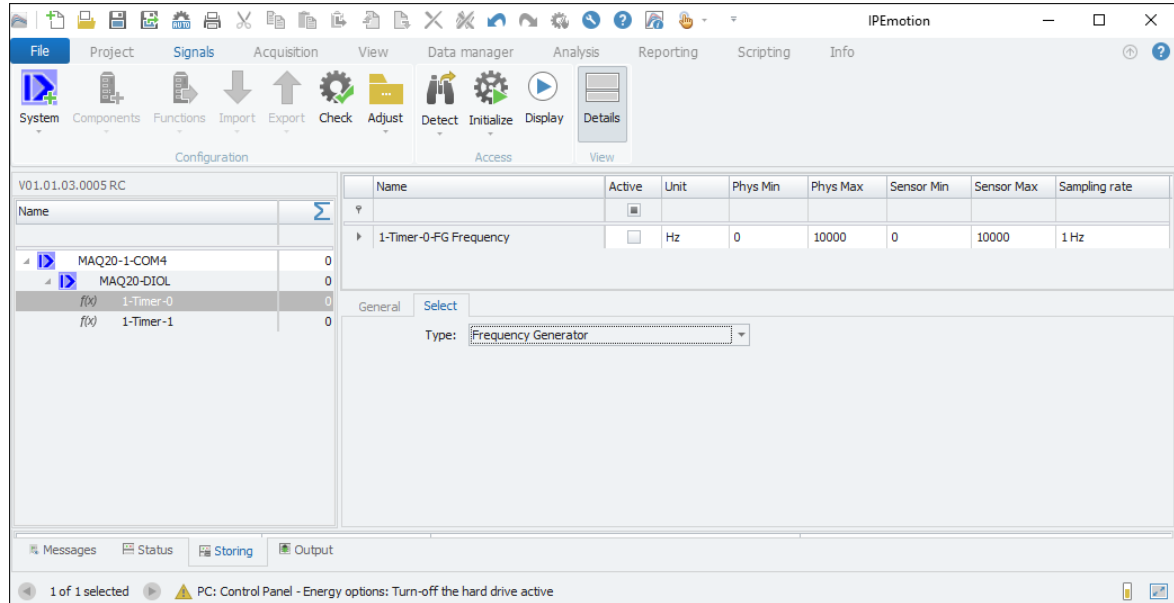 IPEmotion
File Project Signals Acquisition View Data manager Analysis Reporting Scripting Info
System Components Functions Import Export Check Adjust Detect Initialize Display Details
Configuration Access View
V01.01.03.0005 RC
Name Σ
Name Active Unit Phys Min Phys Max Sensor Min Sensor Max Sampling rate
1-Timer-0-FG Frequency Hz 0 10000 0 10000 1 Hz
MAQ20-1-COM4 0
MAQ20-DIOL 0
f(x) 1-Timer-0 0
f(x) 1-Timer-1 0
General Select
Type: Frequency Generator
Messages Status Storing Output
1 of 1 selected PC: Control Panel - Energy options: Turn-off the hard drive active